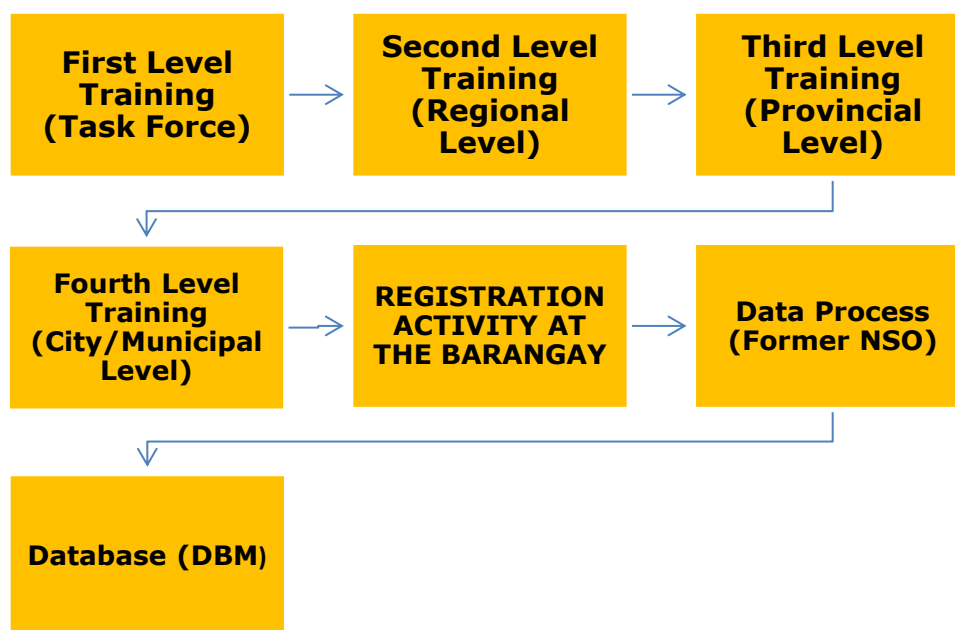 First Level
Training
(Task Force)
Second Level
Training
(Regional
Level)
Third Level
Training
(Provincial
Level)
Fourth Level
Training
(City/Municipal
Level)
REGISTRATION
ACTIVITY AT
THE BARANGAY
Data Process
(Former NSO)
Database (DBM)